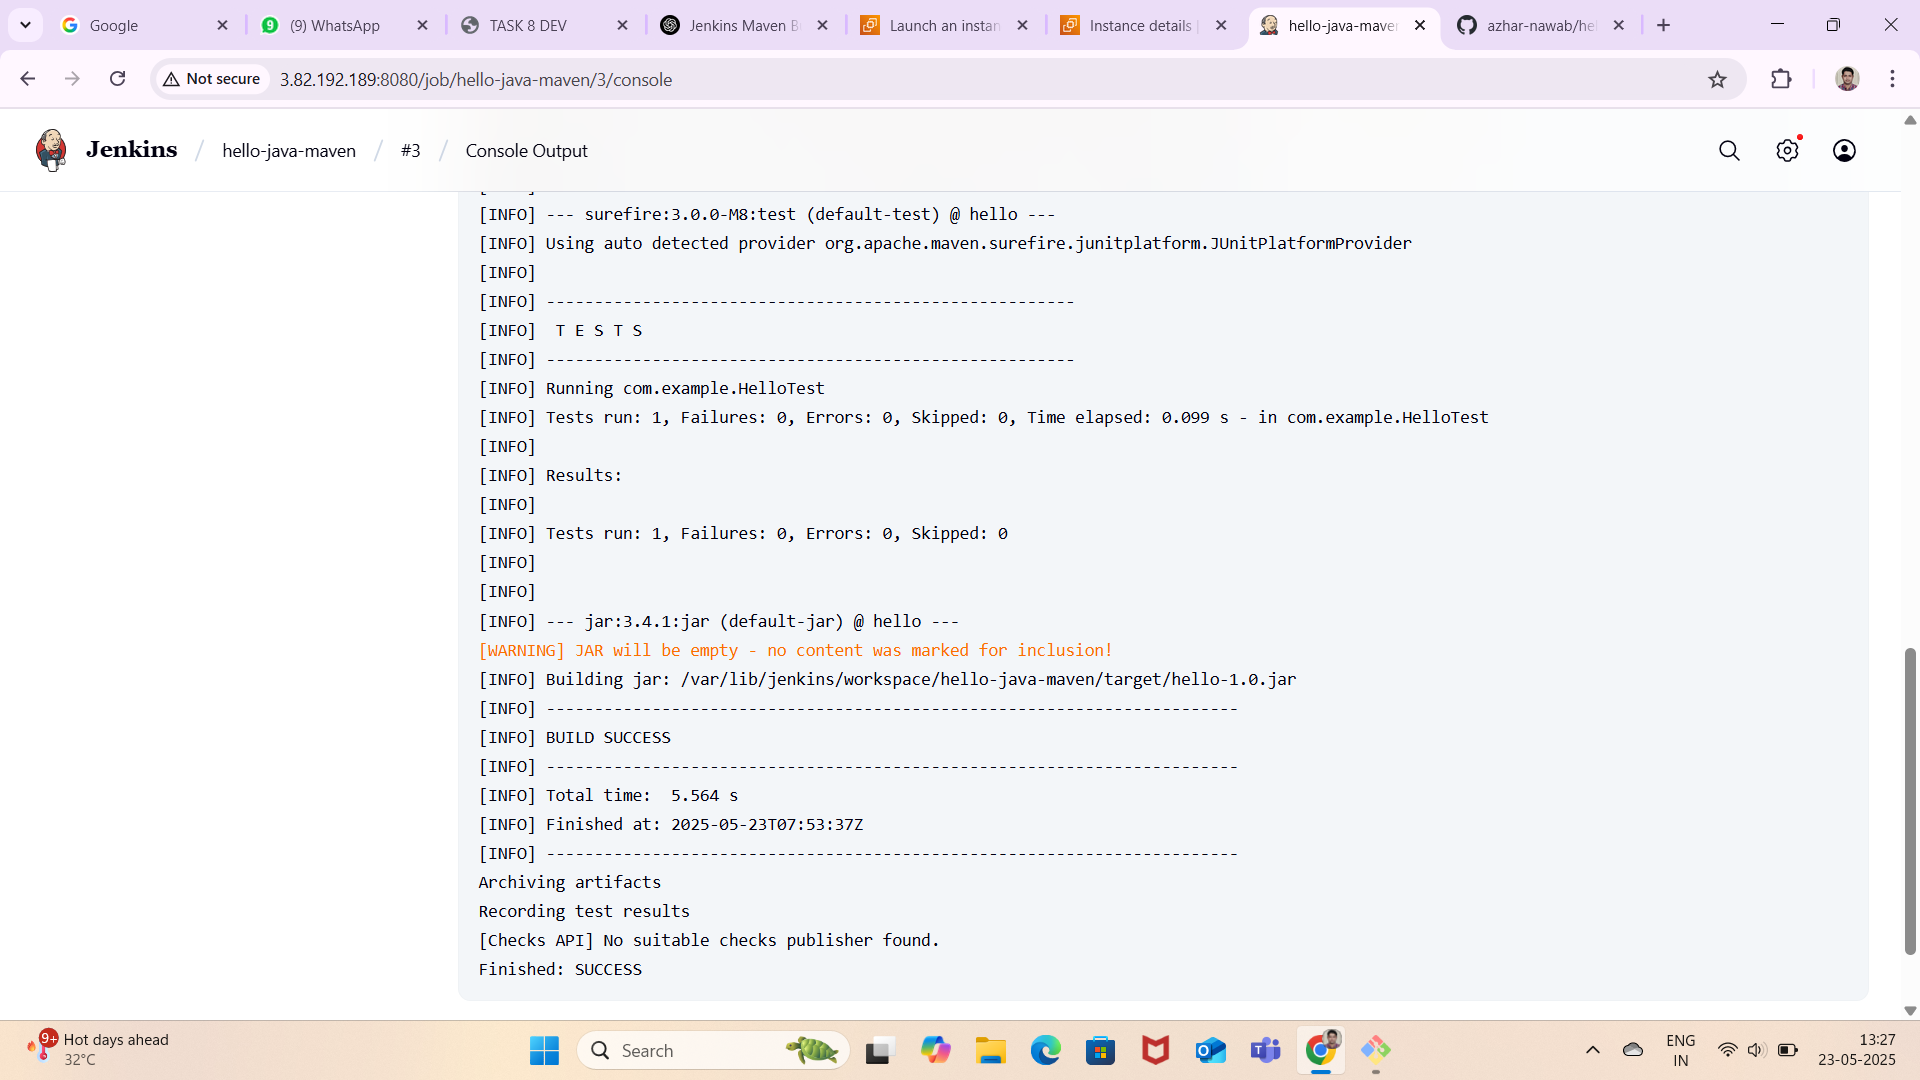 Google
(9) WhatsApp
TASK 8 DEV
Jenkins Maven B
Launch an instan
Instance details |
hello-java-maven
azhar-nawab/hel
Not secure
3.82.192.189:8080/job/hello-java-maven/3/console
Jenkins / hello-java-maven / #3 / Console Output
[INFO] --- surefire:3.0.0-M8:test (default-test) @ hello ---
[INFO] Using auto detected provider org.apache.maven.surefire.junitplatform.JUnitPlatformProvider
[INFO]
[INFO] -------------------------------------------------------
[INFO]  T E S T S
[INFO] -------------------------------------------------------
[INFO] Running com.example.HelloTest
[INFO] Tests run: 1, Failures: 0, Errors: 0, Skipped: 0, Time elapsed: 0.099 s - in com.example.HelloTest
[INFO]
[INFO] Results:
[INFO]
[INFO] Tests run: 1, Failures: 0, Errors: 0, Skipped: 0
[INFO]
[INFO]
[INFO] --- jar:3.4.1:jar (default-jar) @ hello ---
[WARNING] JAR will be empty - no content was marked for inclusion!
[INFO] Building jar: /var/lib/jenkins/workspace/hello-java-maven/target/hello-1.0.jar
[INFO] ------------------------------------------------------------------------
[INFO] BUILD SUCCESS
[INFO] ------------------------------------------------------------------------
[INFO] Total time:  5.564 s
[INFO] Finished at: 2025-05-23T07:53:37Z
[INFO] ------------------------------------------------------------------------
Archiving artifacts
Recording test results
[Checks API] No suitable checks publisher found.
Finished: SUCCESS
9+
Hot days ahead
32°C
Search
ENG
IN
13:27
23-05-2025